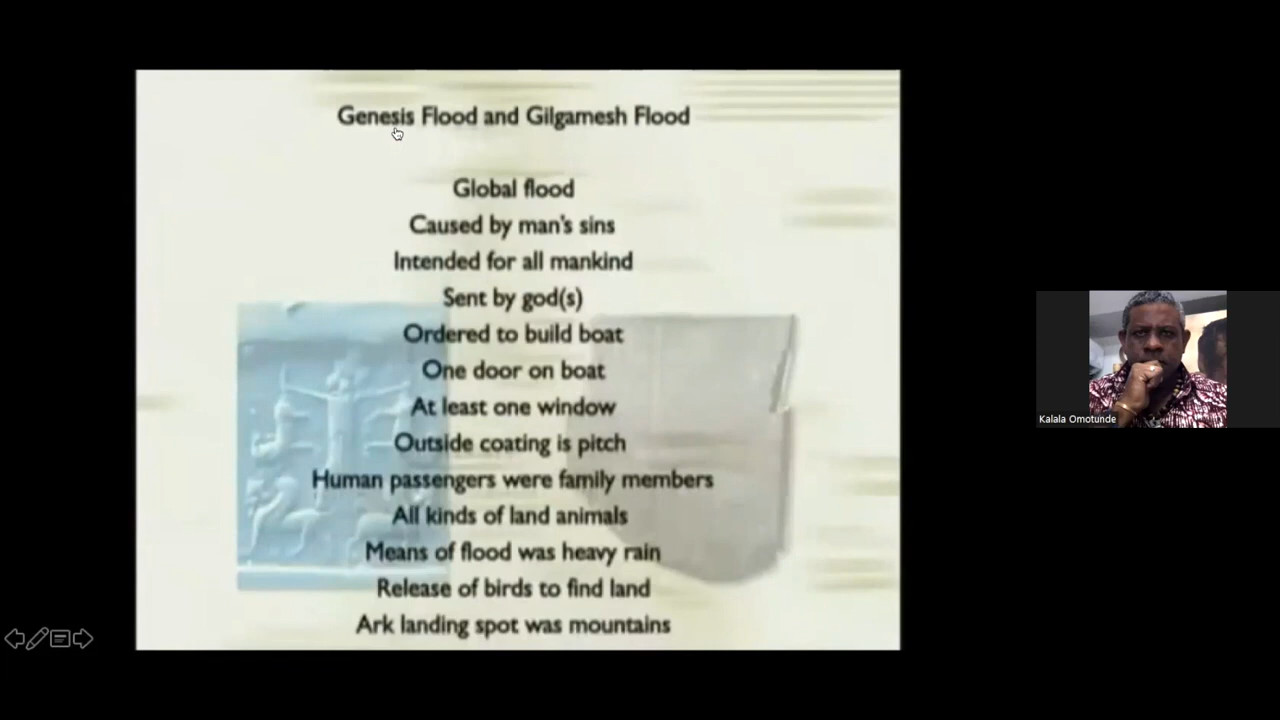 Genesis Flood and Gilgamesh Flood
Global flood
Caused by man's sins
Intended for all mankind
Sent by god(s)
Ordered to build boat
One door on boat
At least one window
Outside coating is pitch
Human passengers were family members
All kinds of land animals
Means of flood was heavy rain
Release of birds to find land
Ark landing spot was mountains
Kalala Omotunde